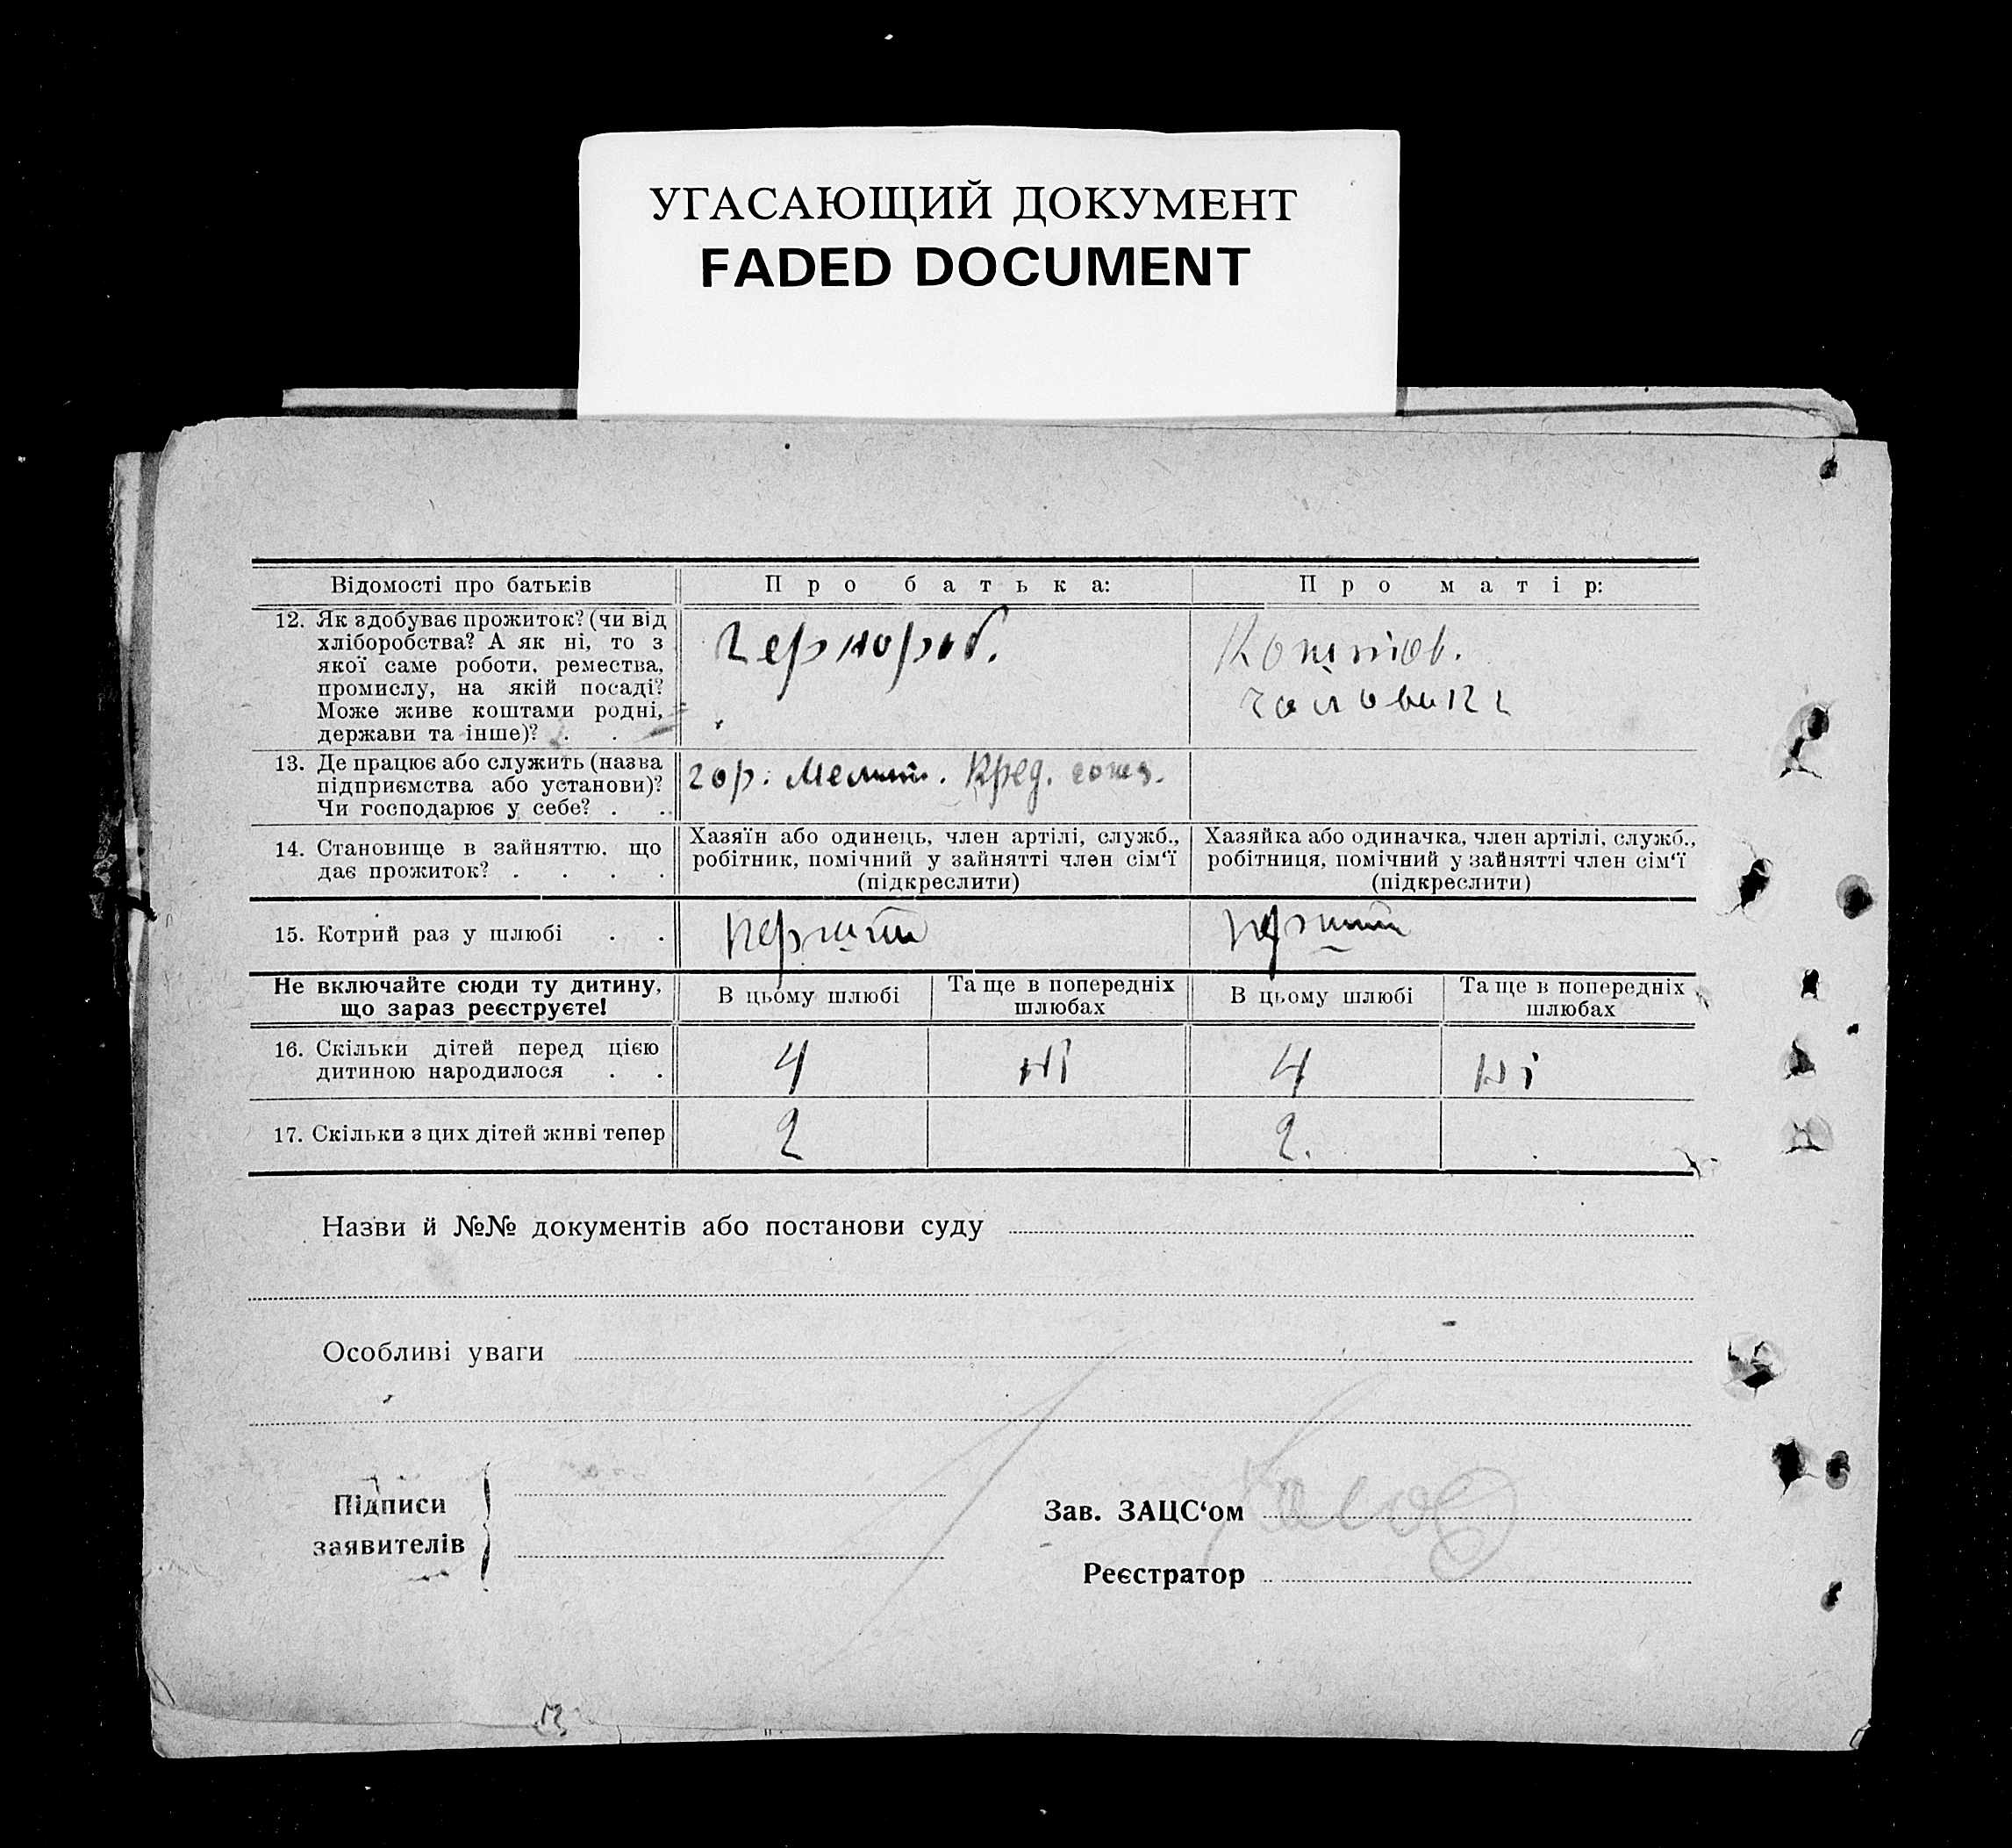 УГАСАЮЩИЙ ДОКУМЕНТ
FADED DOCUMENT
Відомості про батьків
Про батька:
Про матір:
12. Як здобуває прожиток? (чи від
хліборобства? А як ні, то з
якої саме роботи, ремества,
промислу, на якій посаді?
Може живе коштами родні,
держави та інше)? . .
Чернороб.
Коштов.
чоловіка
13. Де працює або служить (назва
підприємства або установи)?
Чи господарює у себе? . .
гор. Мелит. Кред. союз.
14. Становище в зайняттю, що
дає прожиток? . . . .
Хазяїн або одинець, член артілі, служб.,
робітник, помічний у зайнятті член сім‘ї
(підкреслити)
Хазяйка або одиначка, член артілі, служб.,
робітниця, помічний у зайнятті член сім‘ї
(підкреслити)
15. Котрий раз у шлюбі . .
перший
перший
Не включайте сюди ту дитину,
що зараз реєструєте!
В цьому шлюбі
Та ще в попередніх
шлюбах
В цьому шлюбі
Та ще в попередніх
шлюбах
16. Скільки дітей перед цією
дитиною народилося . .
4
ні
4
ні
17. Скільки з цих дітей живі тепер
2
2.
Назви й №№ документів або постанови суду
Особливі уваги
Підписи
заявителів
Зав. ЗАЦС‘ом
Реєстратор